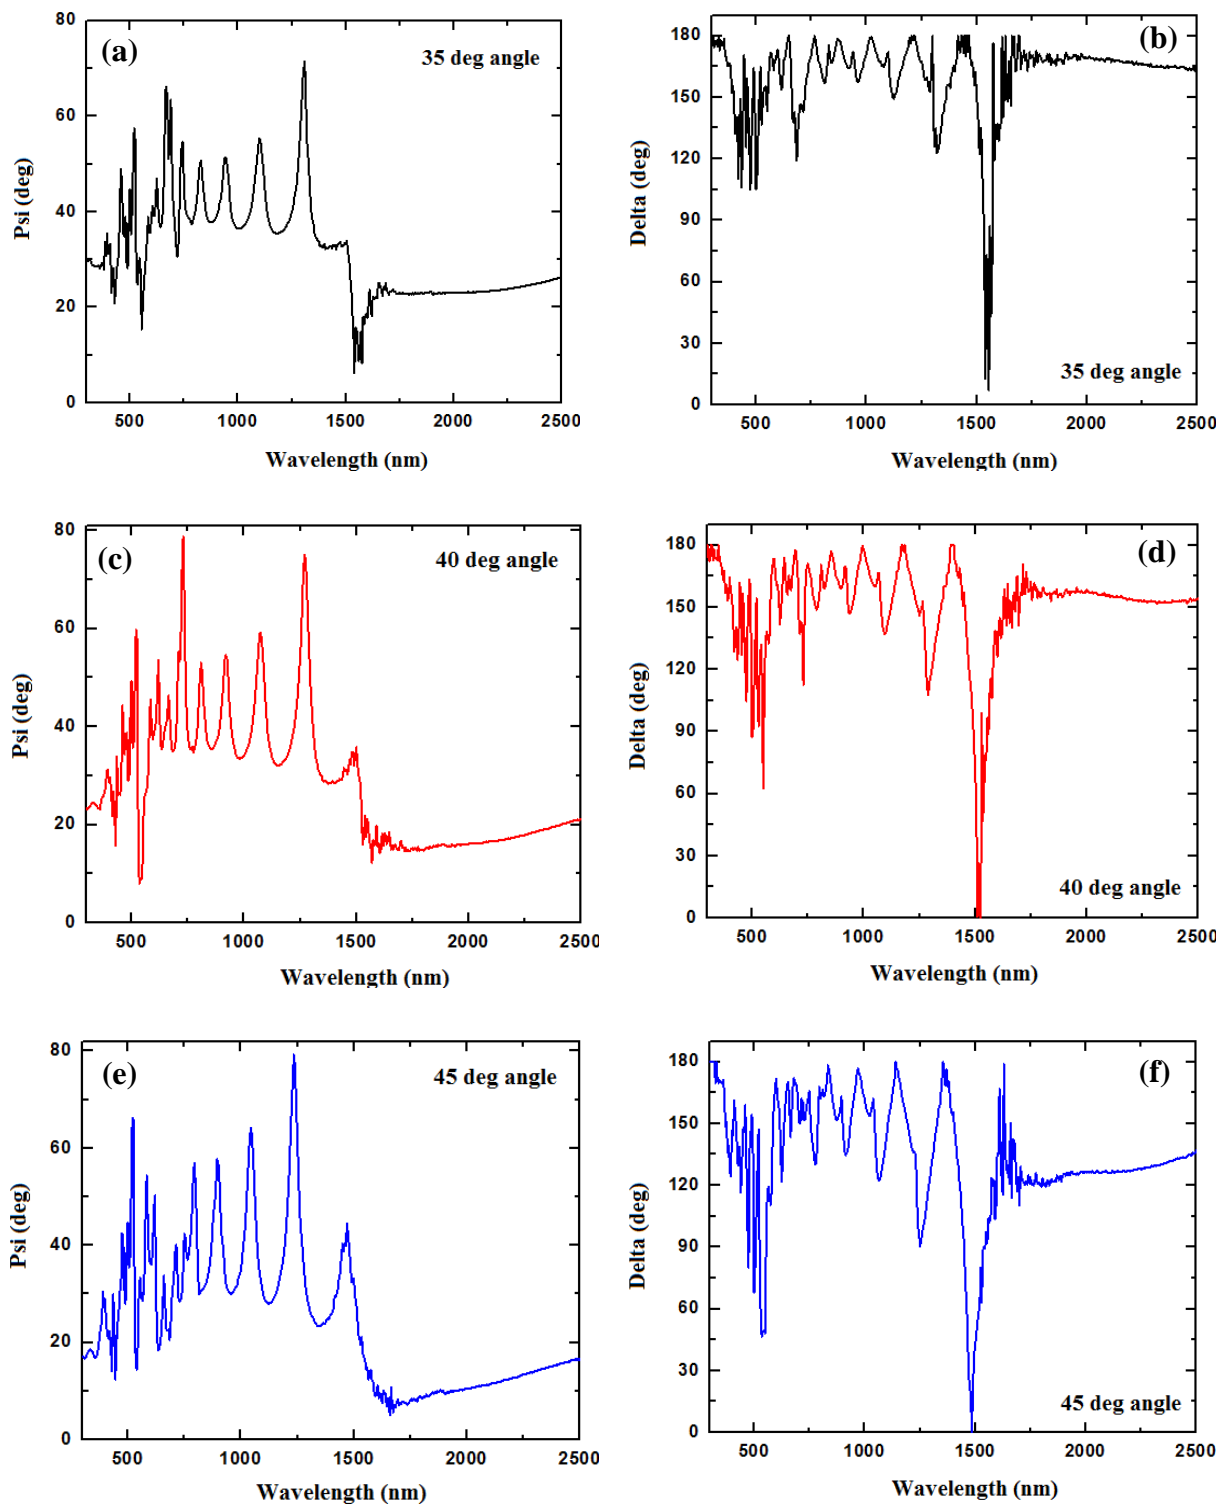 80
(a)
35 deg angle
60
40
20
0
Psi (deg)
500 1000 1500 2000 2500
Wavelength (nm)
180
(b)
150
120
90
60
30
0
Delta (deg)
35 deg angle
500 1000 1500 2000 2500
Wavelength (nm)
80
(c)
40 deg angle
60
40
20
0
Psi (deg)
500 1000 1500 2000 2500
Wavelength (nm)
180
(d)
150
120
90
60
30
0
Delta (deg)
40 deg angle
500 1000 1500 2000 2500
Wavelength (nm)
80
(e)
45 deg angle
60
40
20
0
Psi (deg)
500 1000 1500 2000 2500
Wavelength (nm)
180
(f)
150
120
90
60
30
0
Delta (deg)
45 deg angle
500 1000 1500 2000 2500
Wavelength (nm)